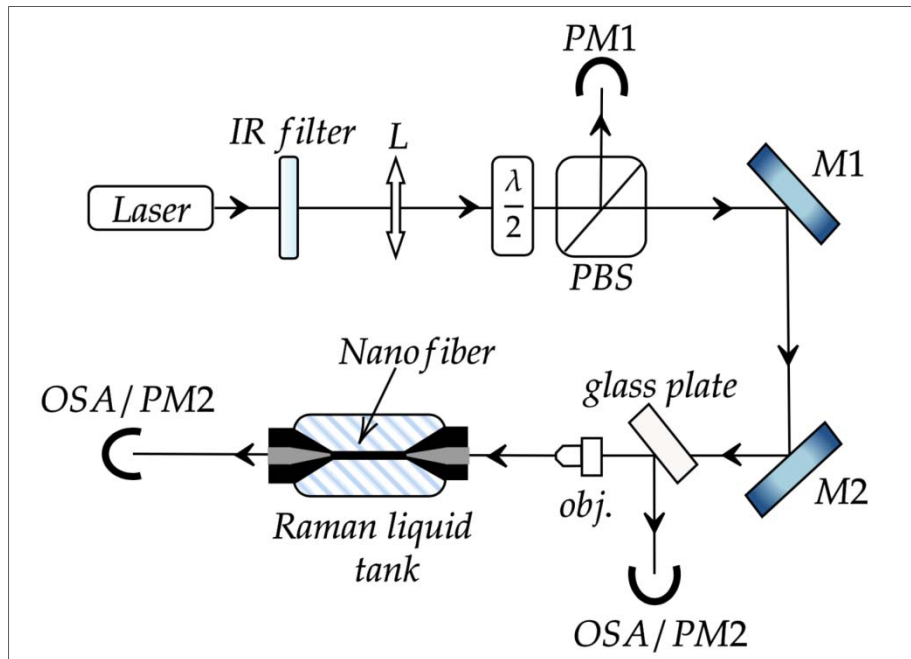 PM1
IR filter
L
M1
Laser
λ
2
PBS
Nanofiber
glass plate
OSA/PM2
M2
obj.
Raman liquid
tank
OSA/PM2